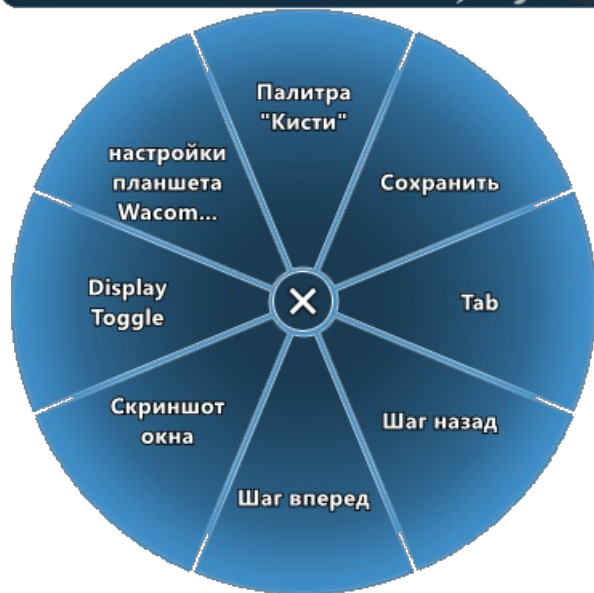 Палитра
"Кисти"
настройки
планшета
Wacom...
Сохранить
Display
Toggle
Tab
Скриншот
окна
Шаг назад
Шаг вперед